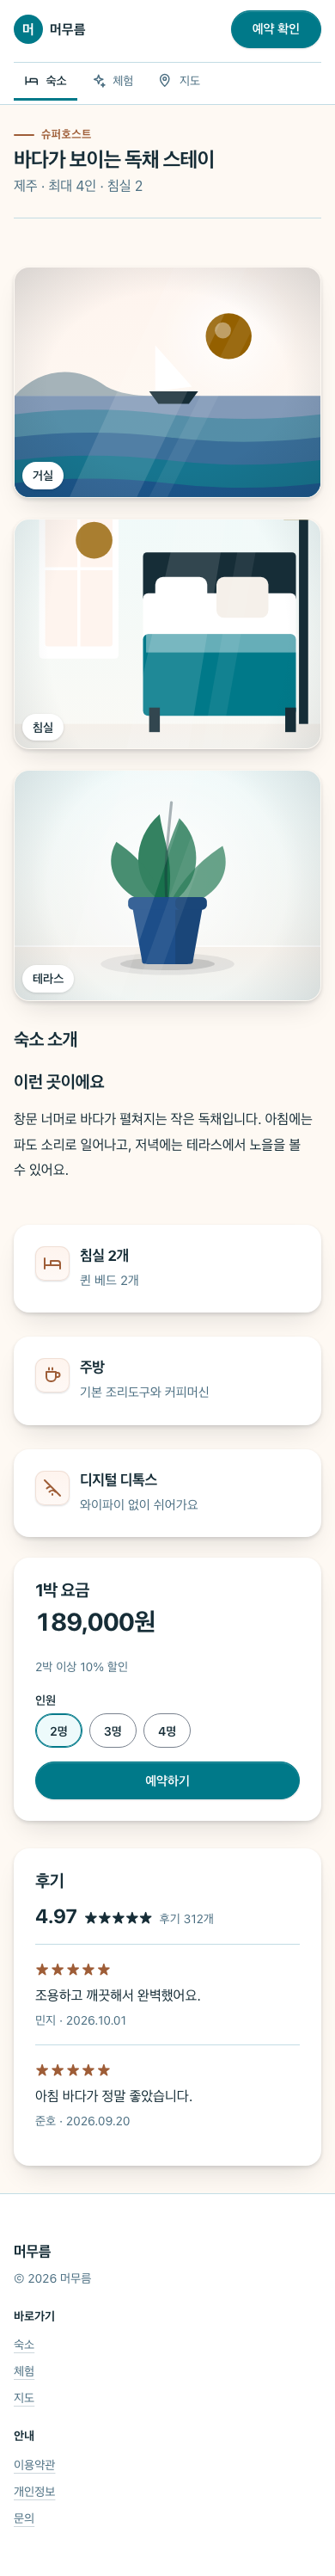 머 머무름
예약 확인
숙소 체험 지도
슈퍼호스트
바다가 보이는 독채 스테이
제주 · 최대 4인 · 침실 2
거실
침실
테라스
숙소 소개
이런 곳이에요
창문 너머로 바다가 펼쳐지는 작은 독채입니다. 아침에는
파도 소리로 일어나고, 저녁에는 테라스에서 노을을 볼
수 있어요.
침실 2개
퀸 베드 2개
주방
기본 조리도구와 커피머신
디지털 디톡스
와이파이 없이 쉬어가요
1박 요금
189,000원
2박 이상 10% 할인
인원
2명 3명 4명
예약하기
후기
4.97 ★★★★★ 후기 312개
★★★★★
조용하고 깨끗해서 완벽했어요.
민지 · 2026.10.01
★★★★★
아침 바다가 정말 좋았습니다.
준호 · 2026.09.20
머무름
© 2026 머무름
바로가기
숙소
체험
지도
안내
이용약관
개인정보
문의